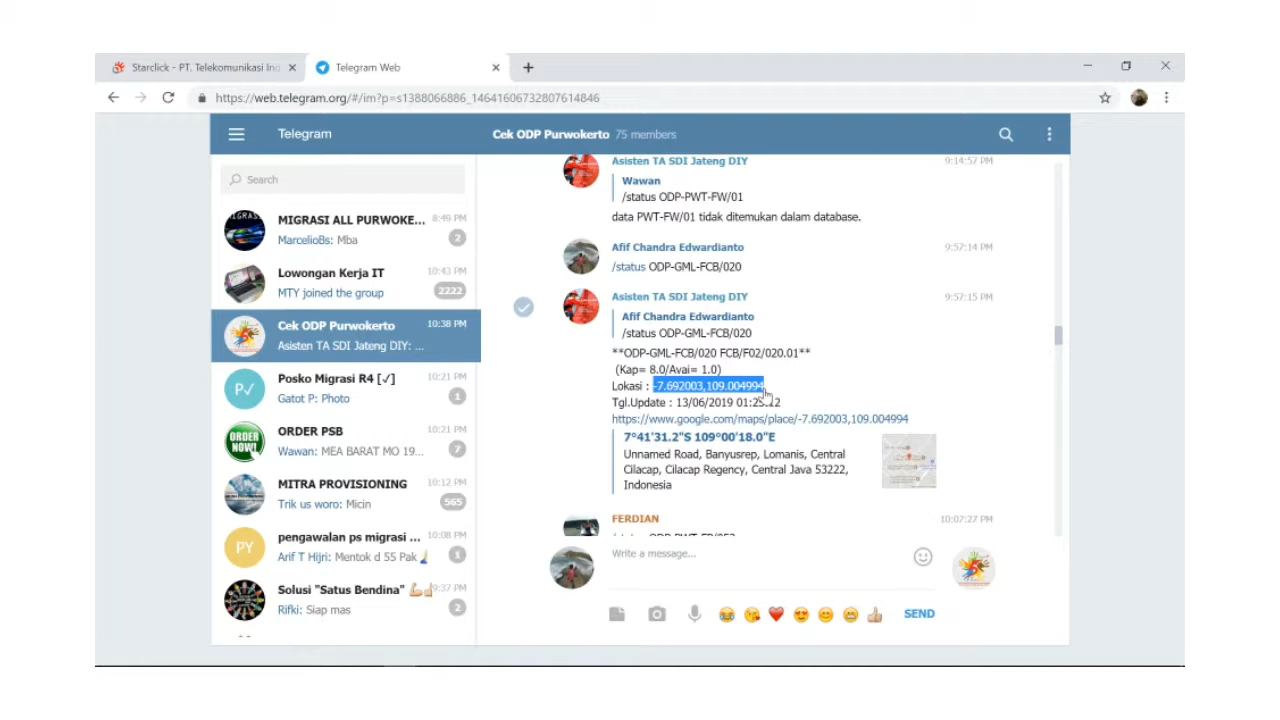 Starclick - PT. Telekomunikasi Ind
Telegram Web
https://web.telegram.org/#/im?p=s1388066886_14641606732807614846
Telegram
Cek ODP Purwokerto 75 members
Search
MIGRASI ALL PURWOKE... 8:49 PM
MarcelioBs: Mba 2
Lowongan Kerja IT 10:43 PM
MTY joined the group 2222
Cek ODP Purwokerto 10:38 PM
Asisten TA SDI Jateng DIY: ...
P✓
Posko Migrasi R4 [✓] 10:21 PM
Gatot P: Photo 1
ORDER NOW!
ORDER PSB 10:21 PM
Wawan: MEA BARAT MO 19... 7
MITRA PROVISIONING 10:12 PM
Trik us woro: Micin 565
PY
pengawalan ps migrasi ... 10:08 PM
Arif T Hijri: Mentok d 55 Pak 1
Solusi "Satus Bendina" 💪👍 9:37 PM
Rifki: Siap mas 2
Asisten TA SDI Jateng DIY 9:14:57 PM
Wawan
/status ODP-PWT-FW/01
data PWT-FW/01 tidak ditemukan dalam database.
Afif Chandra Edwardianto 9:57:14 PM
/status ODP-GML-FCB/020
Asisten TA SDI Jateng DIY 9:57:15 PM
Afif Chandra Edwardianto
/status ODP-GML-FCB/020
**ODP-GML-FCB/020 FCB/F02/020.01**
(Kap= 8.0/Avai= 1.0)
Lokasi : -7.692003,109.004994
Tgl.Update : 13/06/2019 01:25:12
https://www.google.com/maps/place/-7.692003,109.004994
7°41'31.2"S 109°00'18.0"E
Unnamed Road, Banyusrep, Lomanis, Central
Cilacap, Cilacap Regency, Central Java 53222,
Indonesia
FERDIAN 10:07:27 PM
Write a message...
😂 😘 ❤ 😍 😊 😁 👍 SEND